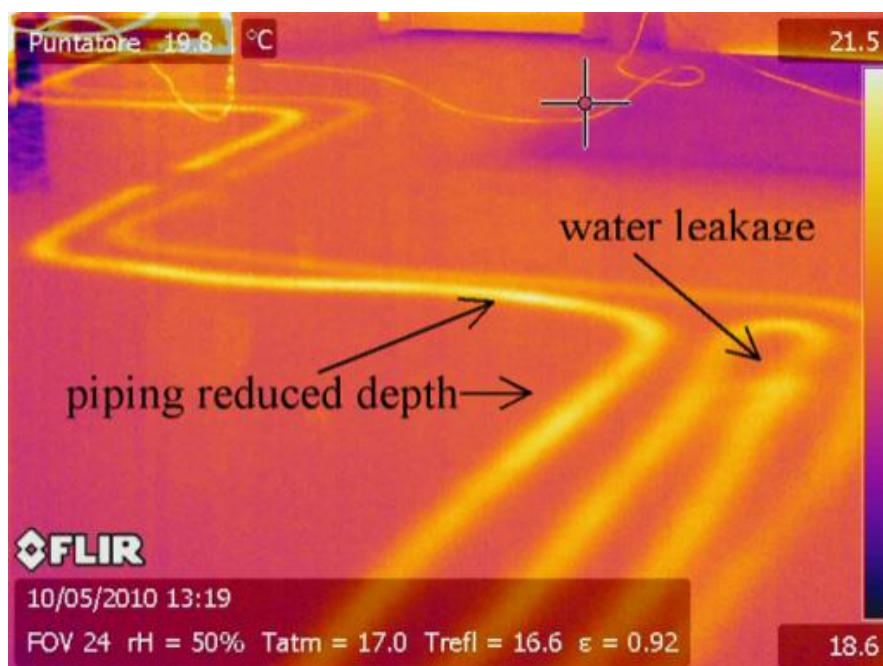 Puntatore 19.8 °C
21.5
water leakage
piping reduced depth
FLIR
10/05/2010 13:19
FOV 24 rH = 50% Tatm = 17.0 Trefl = 16.6 ε = 0.92
18.6